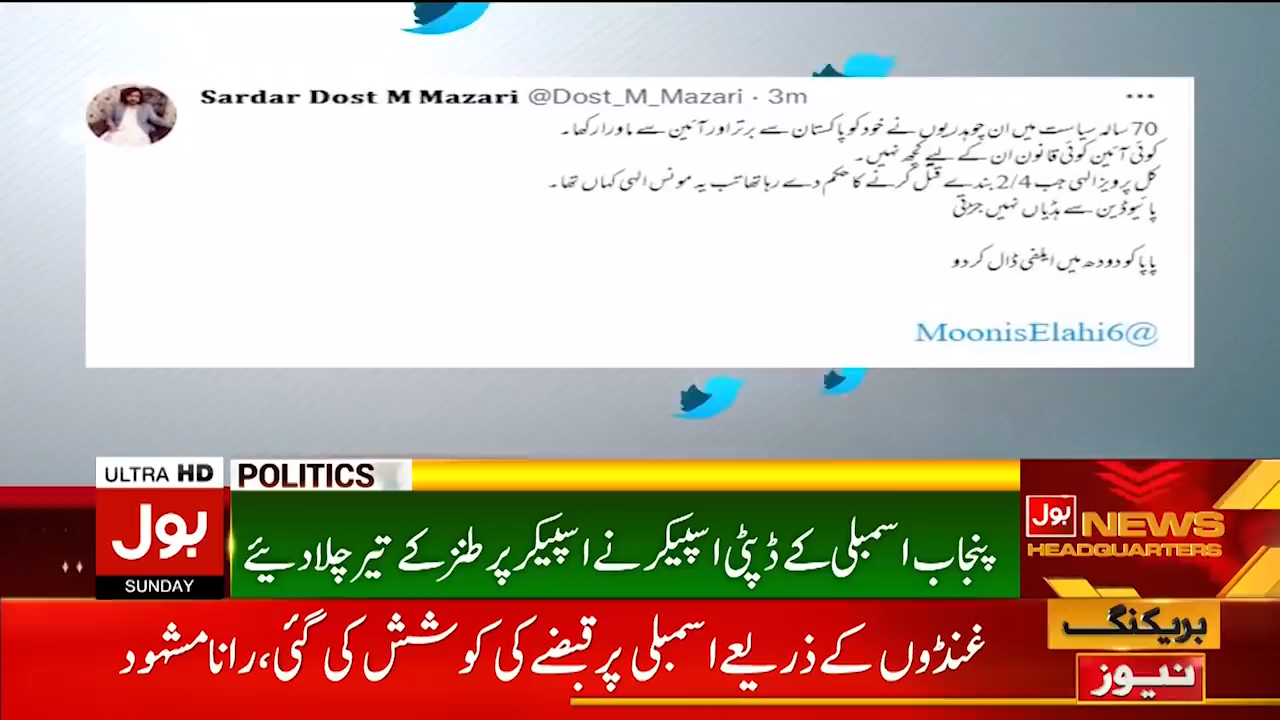 Sardar Dost M Mazari @Dost_M_Mazari · 3m ...
70 سالہ سیاست میں ان چوہدریوں نے خود کو پاکستان سے برتر اور آئین سے ماورا رکھا۔
کوئی آئین کوئی قانون ان کے لیے کچھ نہیں۔
کل پرویز الہی جب 2/4 بندے قتل کرنے کا حکم دے رہا تھا تب یہ مونس الہی کہاں تھا۔
پائیوڈین سے ہڈیاں نہیں جڑتی
پاپا کو دودھ میں ایلفی ڈال کر دو
MoonisElahi6@
ULTRA HD
POLITICS
بول
SUNDAY
پنجاب اسمبلی کے ڈپٹی اسپیکر نے اسپیکر پر طنز کے تیر چلا دیئے
بول NEWS
HEADQUARTERS
غنڈوں کے ذریعے اسمبلی پر قبضے کی کوشش کی گئی، رانا مشہود
بریکنگ
نیوز